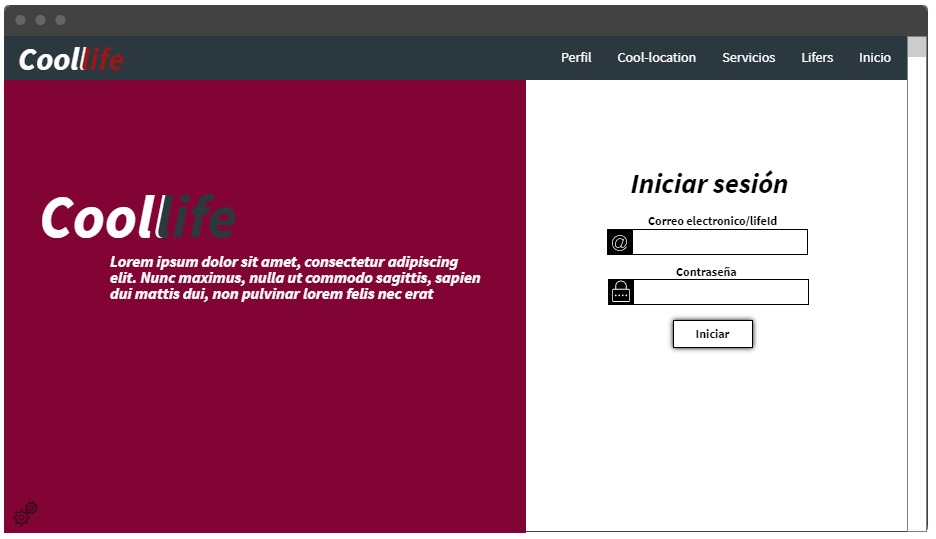 Coollife
Perfil Cool-location Servicios Lifers Inicio
Coollife
Lorem ipsum dolor sit amet, consectetur adipiscing
elit. Nunc maximus, nulla ut commodo sagittis, sapien
dui mattis dui, non pulvinar lorem felis nec erat
Iniciar sesión
Correo electronico/lifeId
@
Contraseña
Iniciar